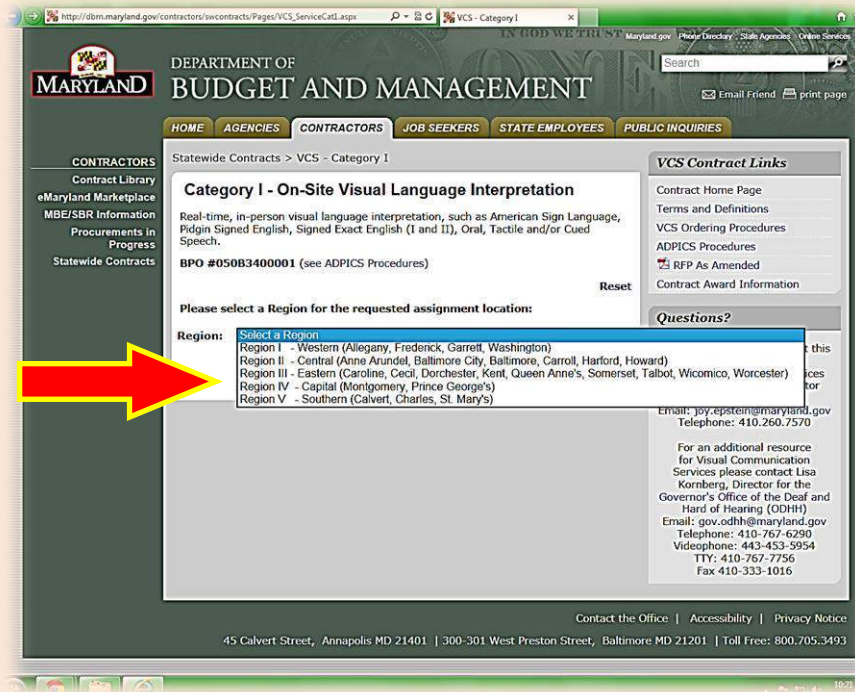 http://dbm.maryland.gov/contractors/swcontracts/Pages/VCS_ServiceCat1.aspx
VCS - Category I
IN GOD WE TRUST
Maryland.gov Phone Directory State Agencies Online Services
MARYLAND
DEPARTMENT OF
BUDGET AND MANAGEMENT
Search
Email Friend print page
HOME AGENCIES CONTRACTORS JOB SEEKERS STATE EMPLOYEES PUBLIC INQUIRIES
CONTRACTORS
Contract Library
eMaryland Marketplace
MBE/SBR Information
Procurements in
Progress
Statewide Contracts
Statewide Contracts > VCS - Category I
Category I - On-Site Visual Language Interpretation
Real-time, in-person visual language interpretation, such as American Sign Language,
Pidgin Signed English, Signed Exact English (I and II), Oral, Tactile and/or Cued
Speech.
BPO #050B3400001 (see ADPICS Procedures)
Reset
Please select a Region for the requested assignment location:
Region:
Select a Region
Region I - Western (Allegany, Frederick, Garrett, Washington)
Region II - Central (Anne Arundel, Baltimore City, Baltimore, Carroll, Harford, Howard)
Region III - Eastern (Caroline, Cecil, Dorchester, Kent, Queen Anne's, Somerset, Talbot, Wicomico, Worcester)
Region IV - Capital (Montgomery, Prince George's)
Region V - Southern (Calvert, Charles, St. Mary's)
VCS Contract Links
Contract Home Page
Terms and Definitions
VCS Ordering Procedures
ADPICS Procedures
RFP As Amended
Contract Award Information
Questions?
this
Email: joy.epstein@maryland.gov
Telephone: 410.260.7570
For an additional resource
for Visual Communication
Services please contact Lisa
Kornberg, Director for the
Governor's Office of the Deaf and
Hard of Hearing (ODHH)
Email: gov.odhh@maryland.gov
Telephone: 410-767-6290
Videophone: 443-453-5954
TTY: 410-767-7756
Fax 410-333-1016
Contact the Office | Accessibility | Privacy Notice
45 Calvert Street, Annapolis MD 21401 | 300-301 West Preston Street, Baltimore MD 21201 | Toll Free: 800.705.3493
10:21